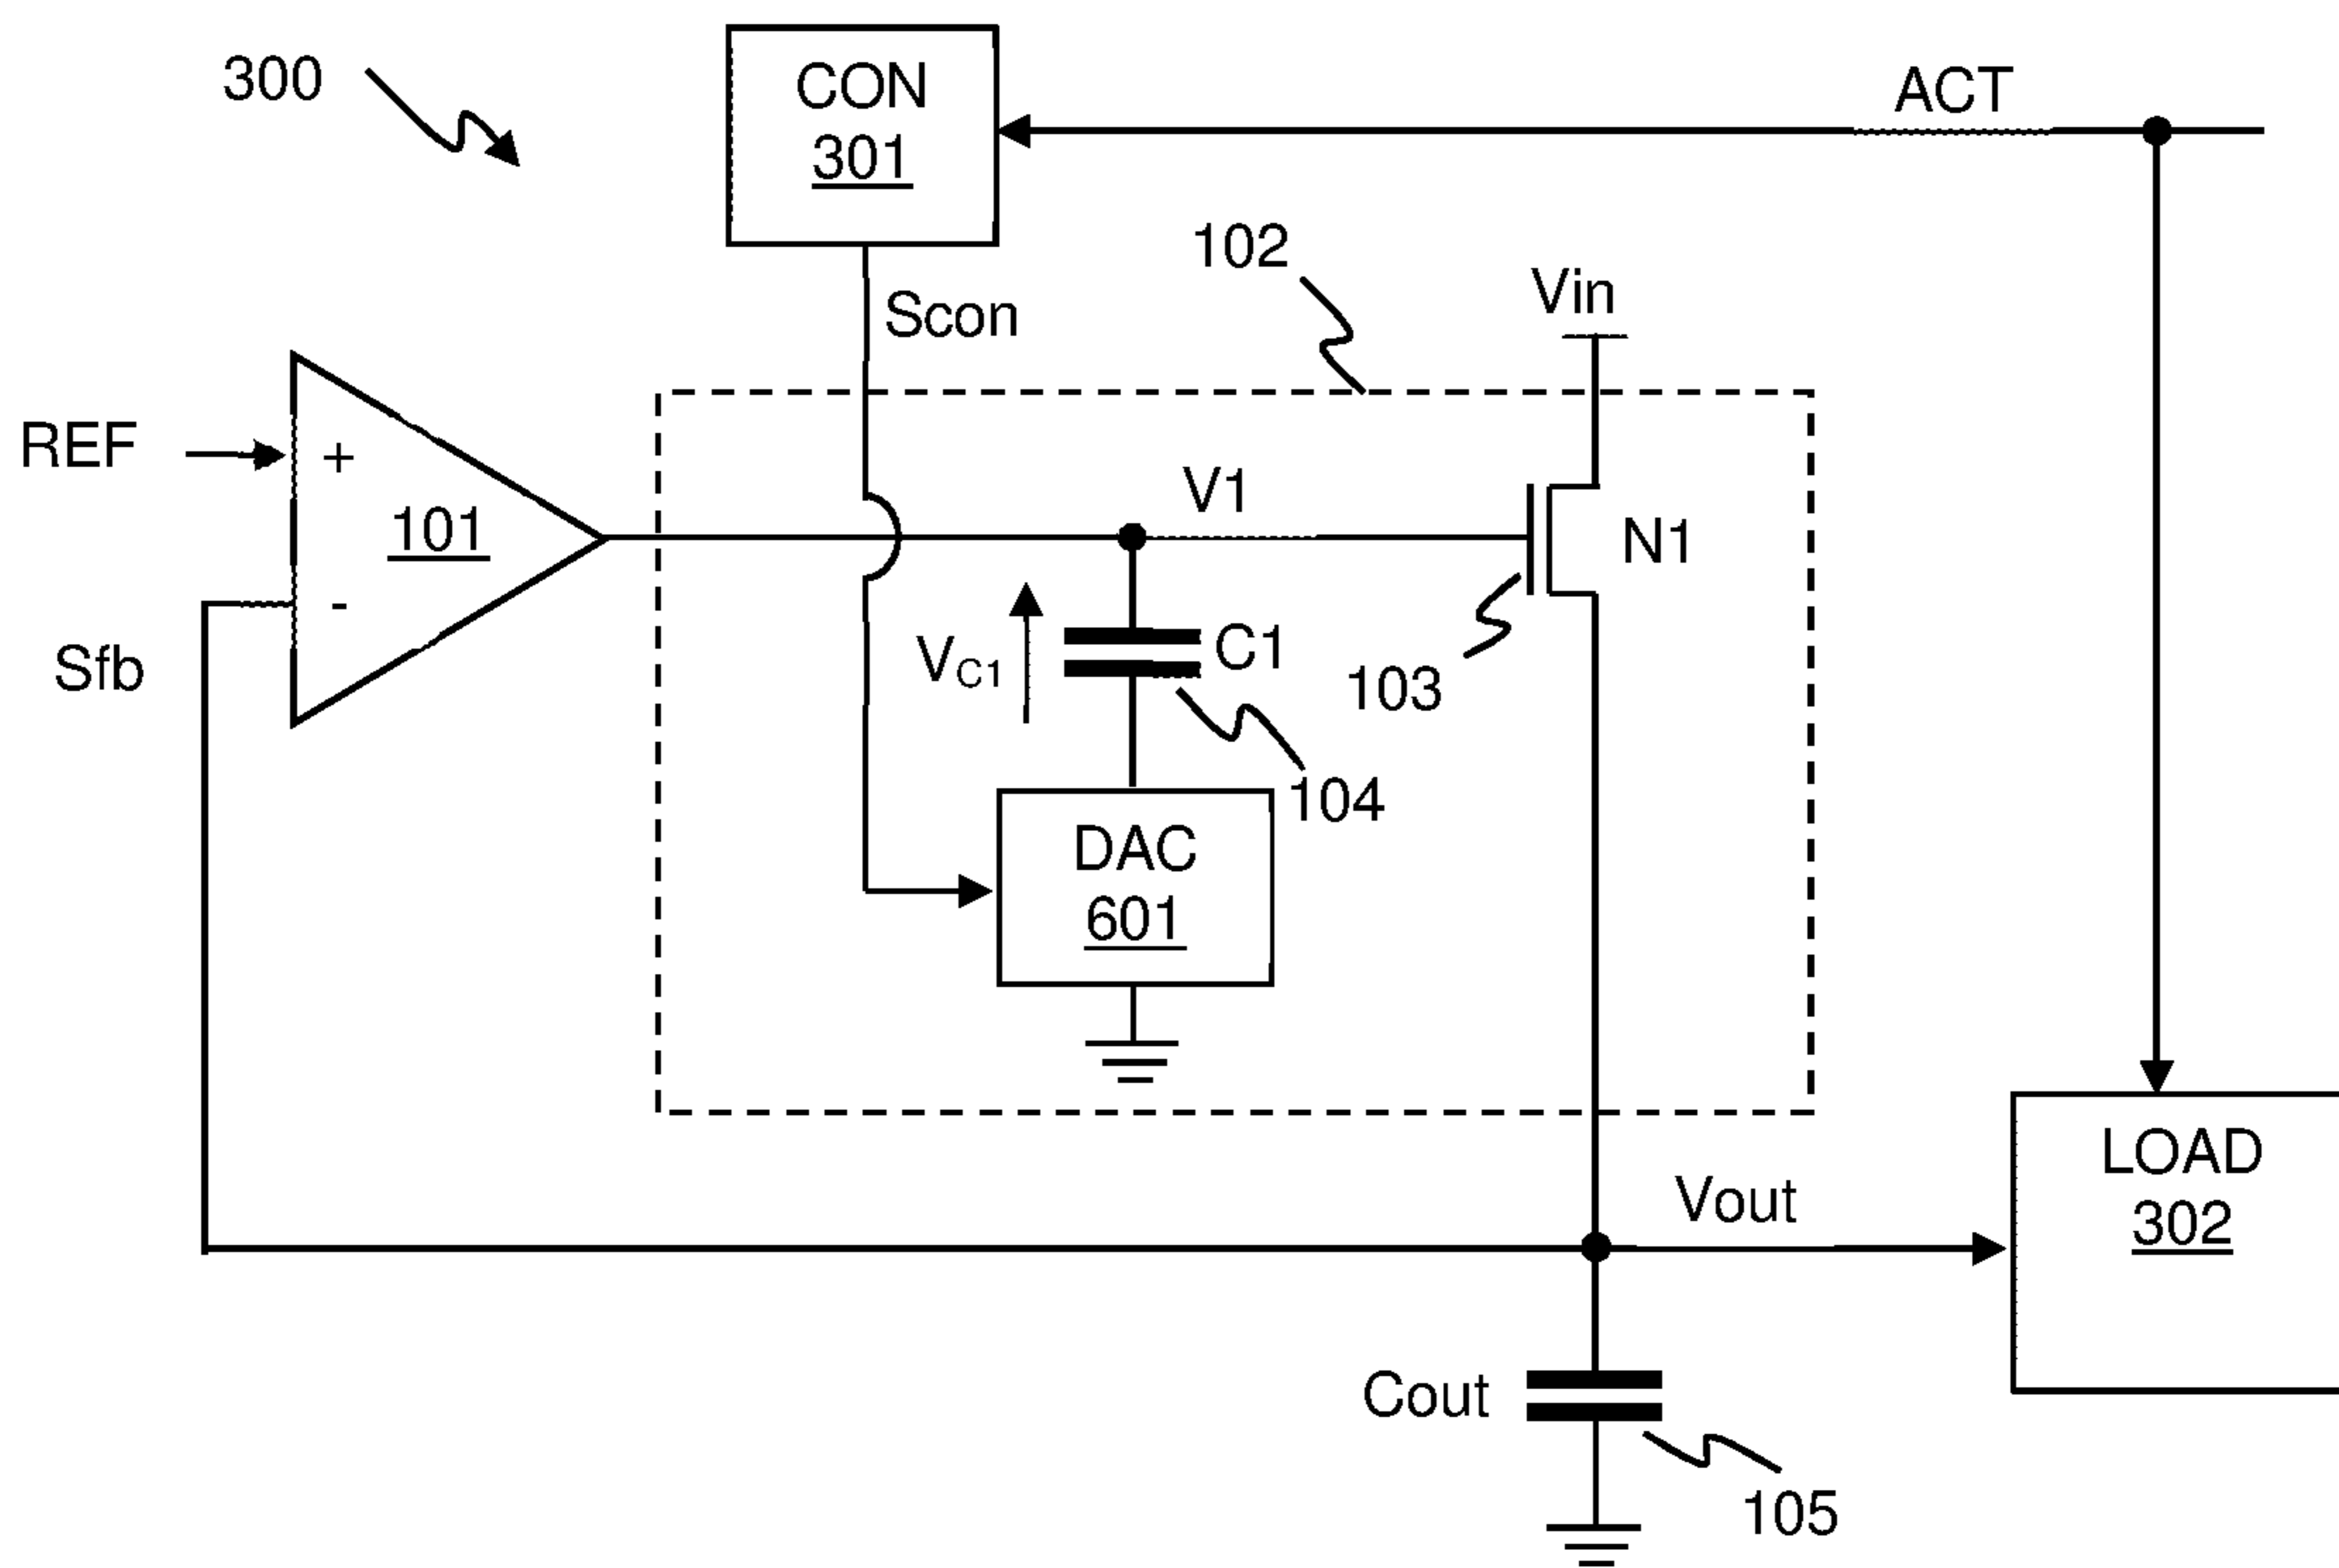 300
CON
301
ACT
102
Vin
Scon
REF
+
V1
101
N1
-
Sfb
VC1
C1
103
104
DAC
601
LOAD
302
Vout
Cout
105